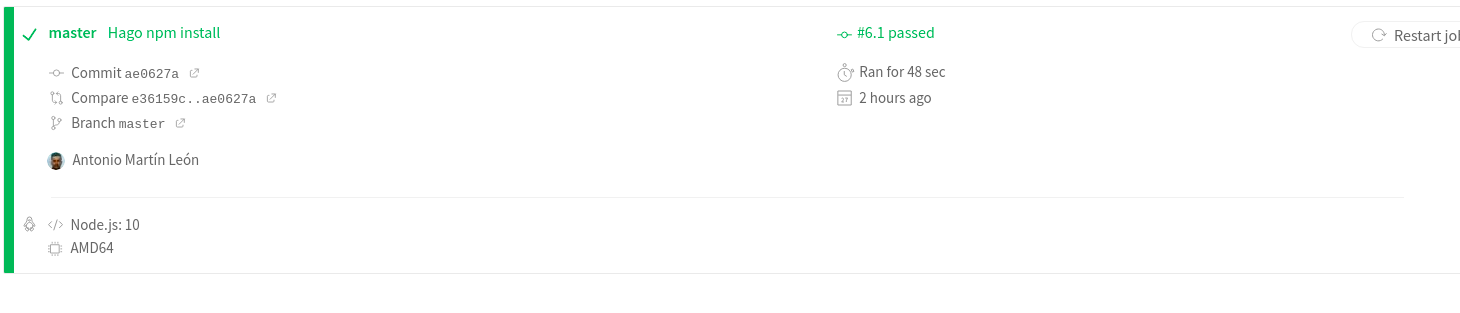 master Hago npm install
#6.1 passed
Restart jo
Commit ae0627a
Ran for 48 sec
Compare e36159c..ae0627a
27
2 hours ago
Branch master
Antonio Martín León
</> Node.js: 10
AMD64